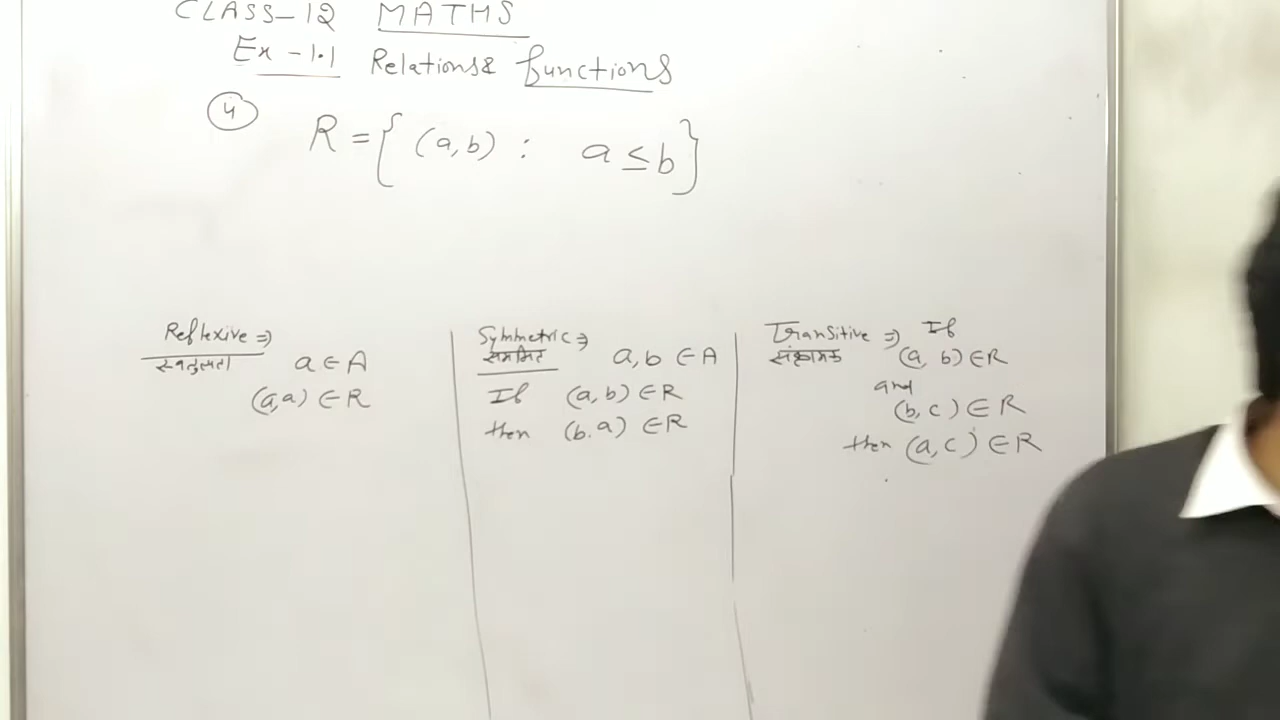 CLASS-12 MATHS
Ex-1.1 Relations & functions
4
R = { (a,b) : a ≤ b }
Reflexive ⇒
a ∈ A
(a,a) ∈ R
Symmetric ⇒
सममित a,b ∈ A
If (a,b) ∈ R
then (b.a) ∈ R
Transitive ⇒ If
संक्रामक (a, b) ∈ R
and
(b,c) ∈ R
then (a,c) ∈ R